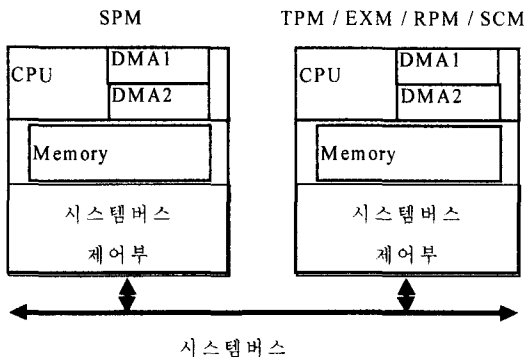 SPM
TPM / EXM / RPM / SCM
CPU
DMA1
DMA2
Memory
시스템버스
제어부
CPU
DMA1
DMA2
Memory
시스템버스
제어부
시스템버스